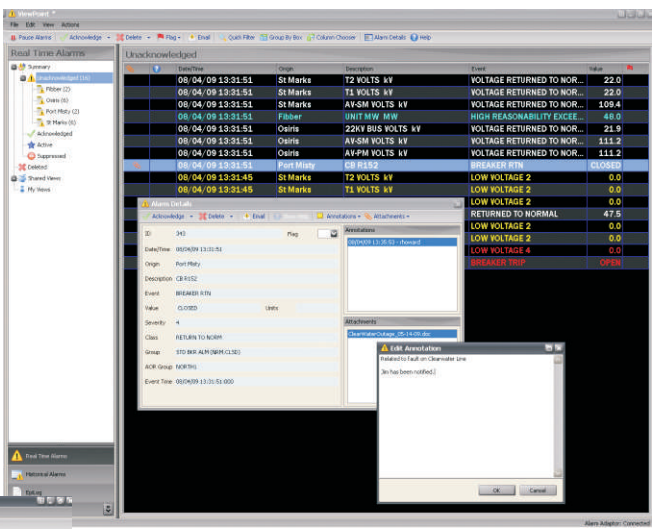 ViewPoint
File Edit View Actions
Pause Alarms Acknowledge Delete Flag Email Quick Filter Group By Box Column Chooser Alarm Details Help
Real Time Alarms
Summary
Unacknowledged (16)
Fibber (2)
Osiris (6)
Port Misty (2)
St Marks (6)
Acknowledged
Active
Suppressed
Deleted
Shared Views
My Views
Real Time Alarms
Historical Alarms
EpiLog
Unacknowledged
Date/Time Origin Description Event Value
08/04/09 13:31:51 St Marks T2 VOLTS kV VOLTAGE RETURNED TO NOR... 22.0
08/04/09 13:31:51 St Marks T1 VOLTS kV VOLTAGE RETURNED TO NOR... 22.0
08/04/09 13:31:51 St Marks AV-SM VOLTS kV VOLTAGE RETURNED TO NOR... 109.4
08/04/09 13:31:51 Fibber UNIT MW MW HIGH REASONABILITY EXCEE... 48.0
08/04/09 13:31:51 Osiris 22KV BUS VOLTS kV VOLTAGE RETURNED TO NOR... 21.9
08/04/09 13:31:51 Osiris AV-SM VOLTS kV VOLTAGE RETURNED TO NOR... 111.2
08/04/09 13:31:51 Osiris AV-PM VOLTS kV VOLTAGE RETURNED TO NOR... 111.2
08/04/09 13:31:51 Port Misty CB R152 BREAKER RTN CLOSED
08/04/09 13:31:45 St Marks T2 VOLTS kV LOW VOLTAGE 2 0.0
08/04/09 13:31:45 St Marks T1 VOLTS kV LOW VOLTAGE 2 0.0
LOW VOLTAGE 2 0.0
RETURNED TO NORMAL 47.5
LOW VOLTAGE 2 0.0
LOW VOLTAGE 2 0.0
LOW VOLTAGE 4 0.0
BREAKER TRIP OPEN
Alarm Details
Acknowledge Delete Email Annotations Attachments
ID 343 Flag
Date/Time 08/04/09 13:31:51
Origin Port Misty
Description CB R152
Event BREAKER RTN
Value CLOSED Units
Severity 4
Class RETURN TO NORM
Group STD BKR ALM (NRM:CLSD)
AOR Group NORTH1
Event Time 08/04/09 13:31:51:000
Annotations
08/04/09 13:35:53 - rhoward
Attachments
ClearWaterOutage_05-14-08.doc
Edit Annotation
Related to fault on Clearwater Line
Jim has been notified.
OK Cancel
Alarm Adaptor: Connected